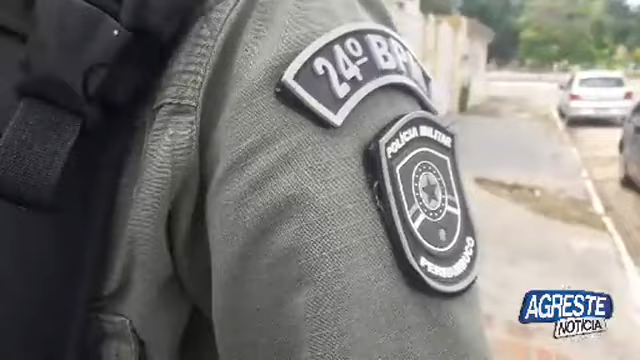 24º BPM
POLÍCIA MILITAR
PERNAMBUCO
AGRESTE
NOTÍCIA